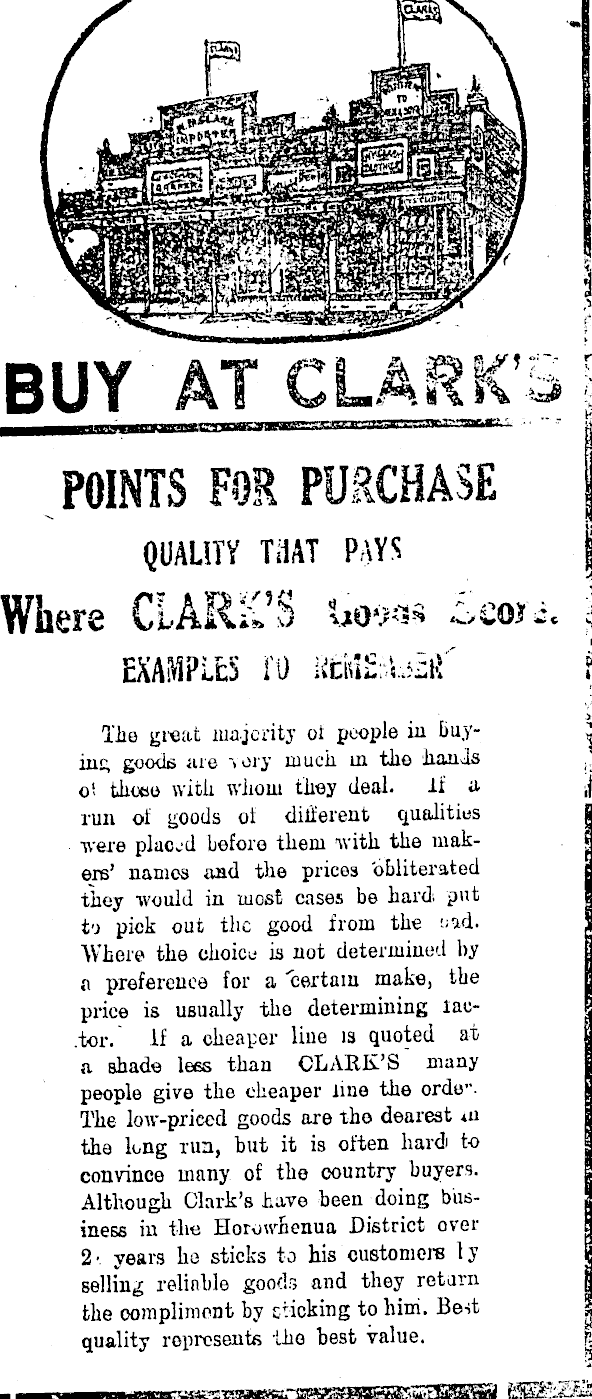 CLARKS
IMPORTER
BUY AT CLARK'S
POINTS FOR PURCHASE
QUALITY THAT PAYS
Where CLARK'S Goods Score.
EXAMPLES TO REMEMBER
The great majority of people in buy-
ing goods are very much in the hands
of those with whom they deal. If a
run of goods of different qualities
were placed before them with the mak-
ers' names and the prices obliterated
they would in most cases be hard put
to pick out the good from the bad.
Where the choice is not determined by
a preference for a certain make, the
price is usually the determining fac-
tor. If a cheaper line is quoted at
a shade less than CLARK'S many
people give the cheaper line the order.
The low-priced goods are the dearest in
the long run, but it is often hard to
convince many of the country buyers.
Although Clark's have been doing bus-
iness in the Horowhenua District over
years he sticks to his customers by
selling reliable goods and they return
the compliment by sticking to him. Best
quality represents the best value.